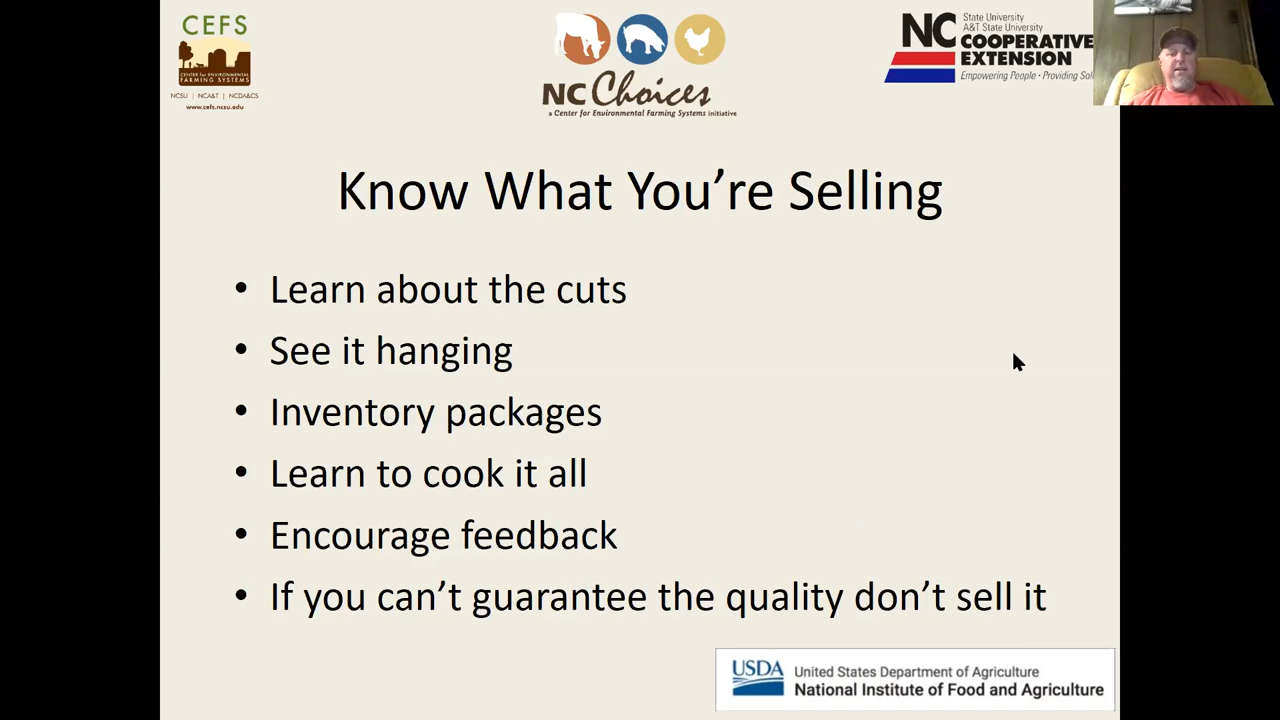 CEFS
CENTER for ENVIRONMENTAL
FARMING SYSTEMS
NCSU | NCA&T | NCDA&CS
www.cefs.ncsu.edu
NC Choices
a Center for Environmental Farming Systems initiative
NC
State University
A&T State University
COOPERATIVE
EXTENSION
Empowering People • Providing Sol
Know What You’re Selling
• Learn about the cuts
• See it hanging
• Inventory packages
• Learn to cook it all
• Encourage feedback
• If you can’t guarantee the quality don’t sell it
USDA
United States Department of Agriculture
National Institute of Food and Agriculture